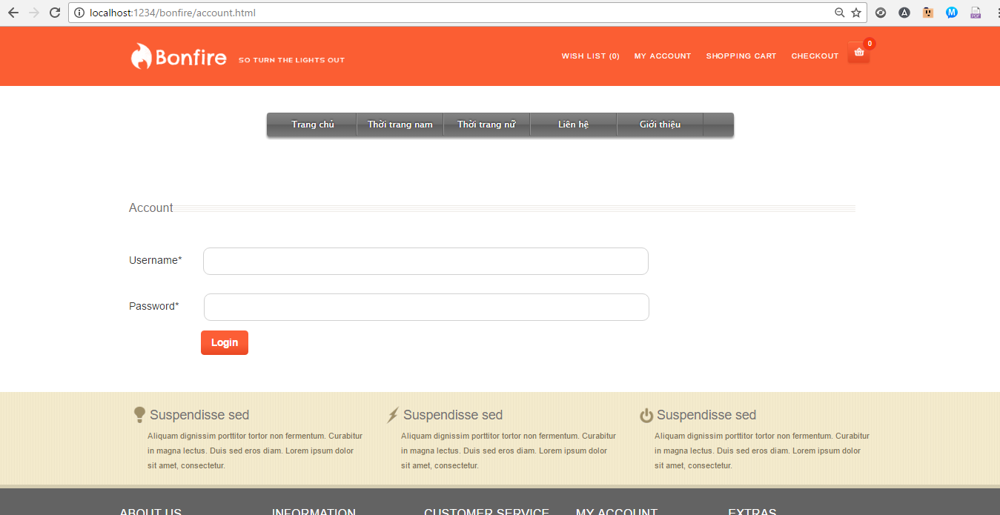 localhost:1234/bonfire/account.html
Bonfire SO TURN THE LIGHTS OUT
WISH LIST (0) MY ACCOUNT SHOPPING CART CHECKOUT 0
Trang chủ Thời trang nam Thời trang nữ Liên hệ Giới thiệu
Account
Username*
Password*
Login
Suspendisse sed
Aliquam dignissim porttitor tortor non fermentum. Curabitur
in magna lectus. Duis sed eros diam. Lorem ipsum dolor
sit amet, consectetur.
Suspendisse sed
Aliquam dignissim porttitor tortor non fermentum. Curabitur
in magna lectus. Duis sed eros diam. Lorem ipsum dolor
sit amet, consectetur.
Suspendisse sed
Aliquam dignissim porttitor tortor non fermentum. Curabitur
in magna lectus. Duis sed eros diam. Lorem ipsum dolor
sit amet, consectetur.
ABOUT US INFORMATION CUSTOMER SERVICE MY ACCOUNT EXTRAS